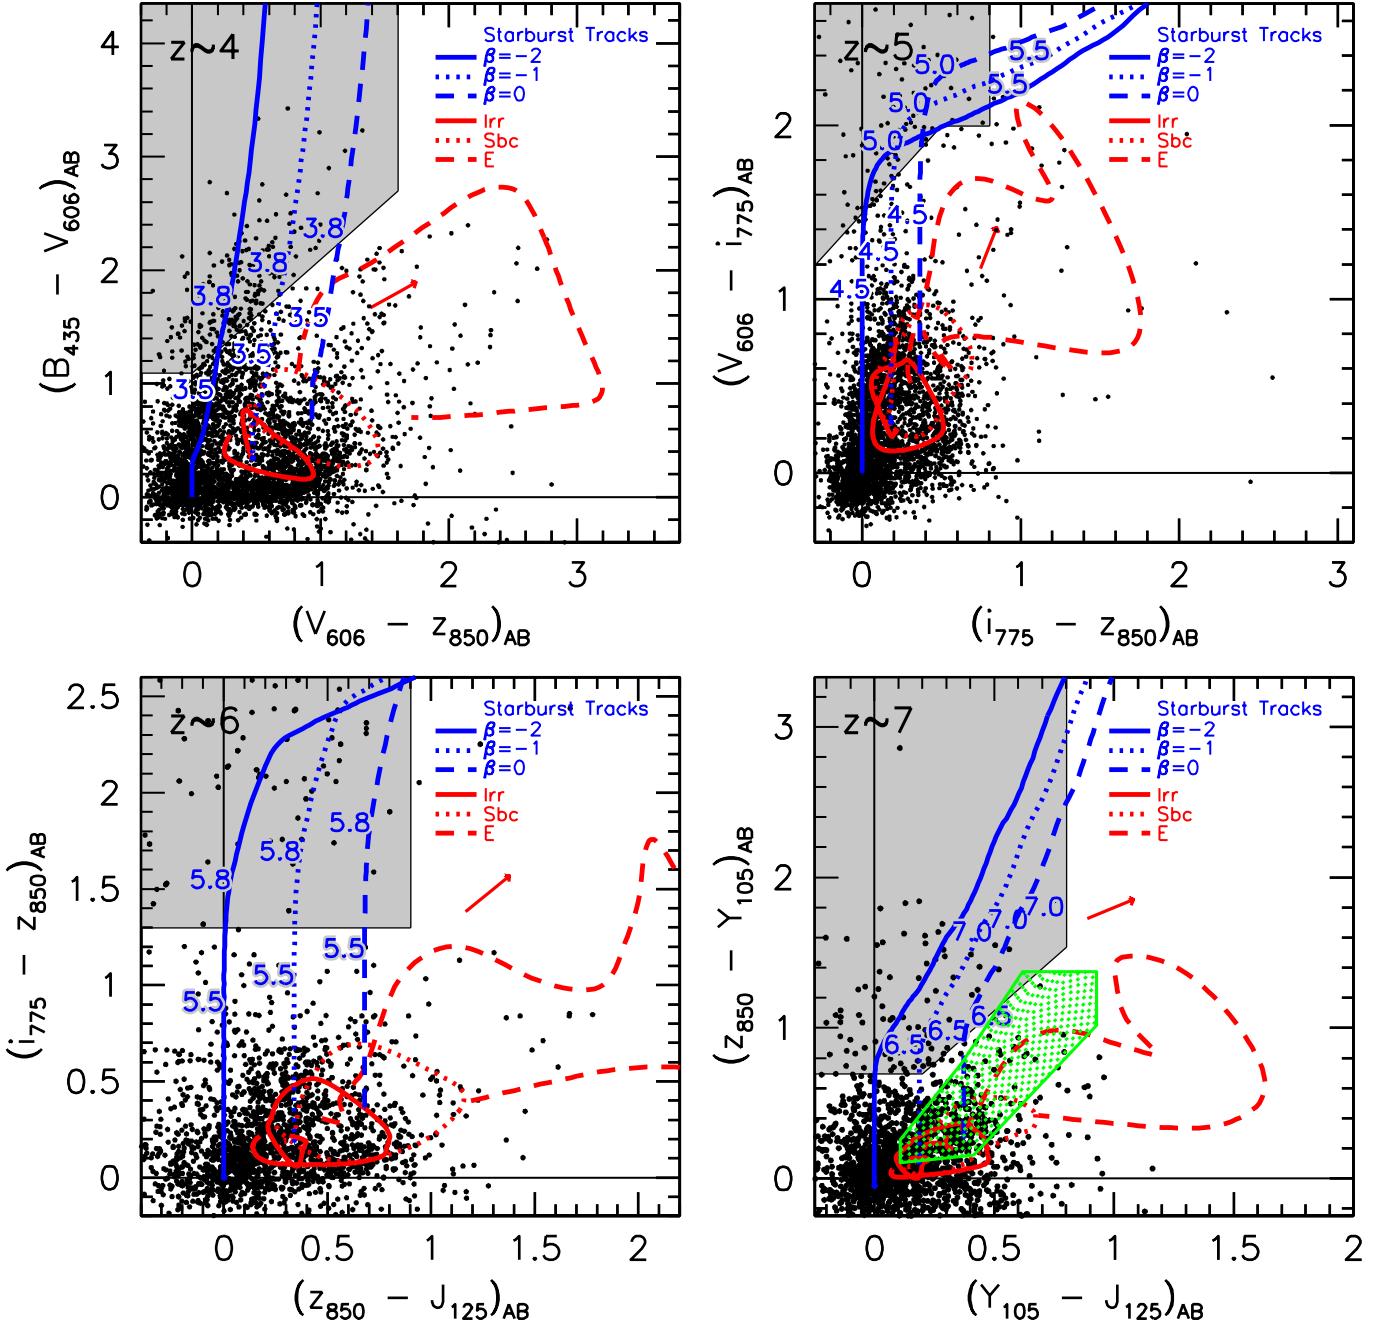 z~4
Starburst Tracks
β=-2
β=-1
β=0
Irr
Sbc
E
3.8
3.8
3.8
3.5
3.5
3.5
4
3
2
1
0
0 1 2 3
(B435 - V606)AB
(V606 - z850)AB
z~5
Starburst Tracks
β=-2
β=-1
β=0
Irr
Sbc
E
5.5
5.5
5.0
5.0
5.0
4.5
4.5
4.5
2
1
0
0 1 2 3
(V606 - i775)AB
(i775 - z850)AB
z~6
Starburst Tracks
β=-2
β=-1
β=0
Irr
Sbc
E
5.8
5.8
5.8
5.5
5.5
5.5
2.5
2
1.5
1
0.5
0
0 0.5 1 1.5 2
(i775 - z850)AB
(z850 - J125)AB
z~7
Starburst Tracks
β=-2
β=-1
β=0
Irr
Sbc
E
7.0
7.0
7.0
6.5
6.5
6.5
3
2
1
0
0 0.5 1 1.5 2
(z850 - Y105)AB
(Y105 - J125)AB